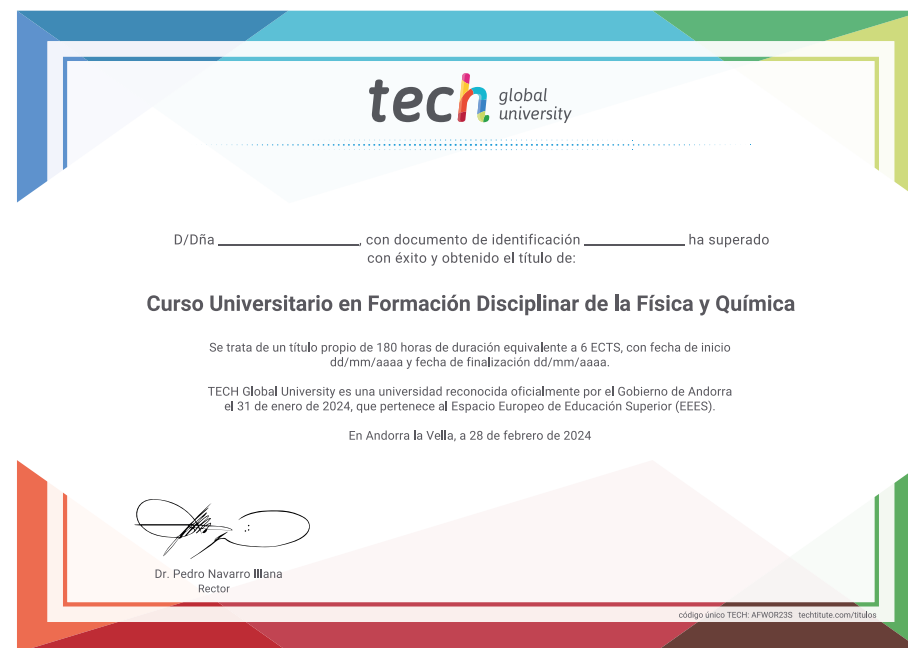 tech global university
D/Dña ____________, con documento de identificación ____________ ha superado
con éxito y obtenido el título de:
Curso Universitario en Formación Disciplinar de la Física y Química
Se trata de un título propio de 180 horas de duración equivalente a 6 ECTS, con fecha de inicio
dd/mm/aaaa y fecha de finalización dd/mm/aaaa.
TECH Global University es una universidad reconocida oficialmente por el Gobierno de Andorra
el 31 de enero de 2024, que pertenece al Espacio Europeo de Educación Superior (EEES).
En Andorra la Vella, a 28 de febrero de 2024
Dr. Pedro Navarro Illana
Rector
código único TECH: AFWOR23S techtitute.com/titulos